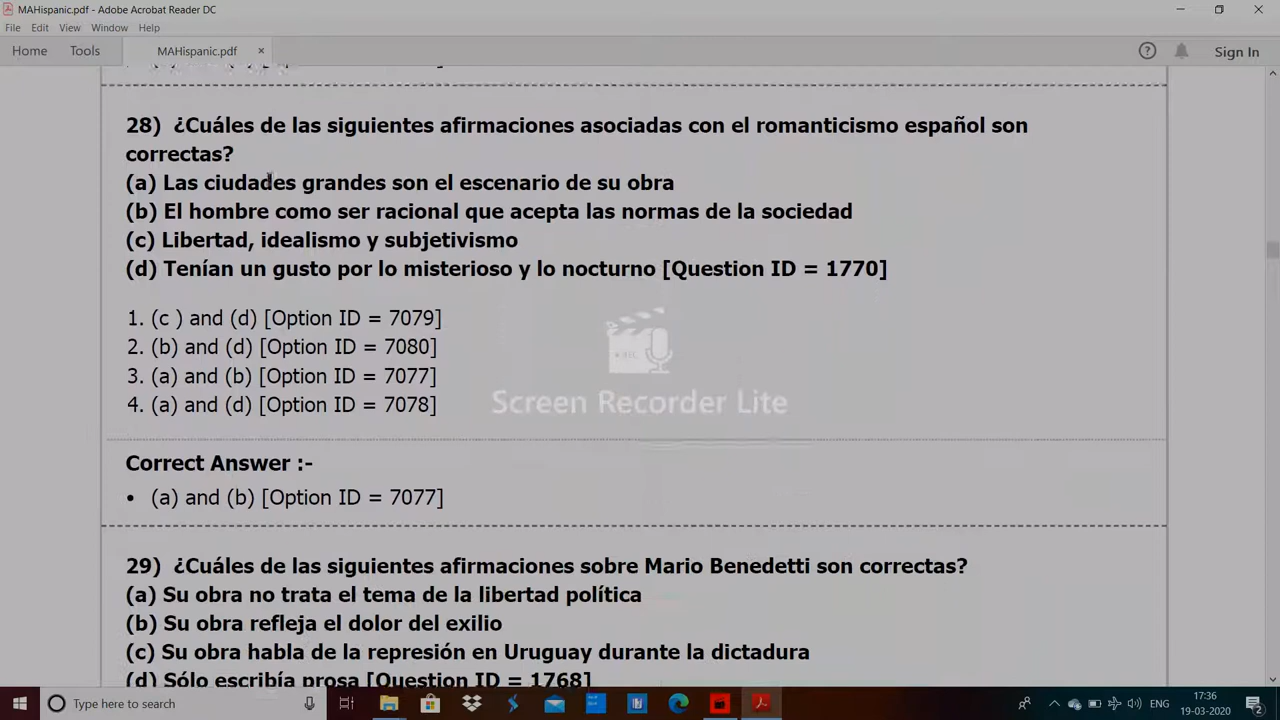 MAHispanic.pdf - Adobe Acrobat Reader DC
File Edit View Window Help
Home Tools MAHispanic.pdf × Sign In
28) ¿Cuáles de las siguientes afirmaciones asociadas con el romanticismo español son
correctas?
(a) Las ciudades grandes son el escenario de su obra
(b) El hombre como ser racional que acepta las normas de la sociedad
(c) Libertad, idealismo y subjetivismo
(d) Tenían un gusto por lo misterioso y lo nocturno [Question ID = 1770]
1. (c ) and (d) [Option ID = 7079]
2. (b) and (d) [Option ID = 7080]
3. (a) and (b) [Option ID = 7077]
4. (a) and (d) [Option ID = 7078]
Screen Recorder Lite
Correct Answer :-
• (a) and (b) [Option ID = 7077]
29) ¿Cuáles de las siguientes afirmaciones sobre Mario Benedetti son correctas?
(a) Su obra no trata el tema de la libertad política
(b) Su obra refleja el dolor del exilio
(c) Su obra habla de la represión en Uruguay durante la dictadura
(d) Sólo escribía prosa [Question ID = 1768]
Type here to search
ENG
17:36
19-03-2020
2